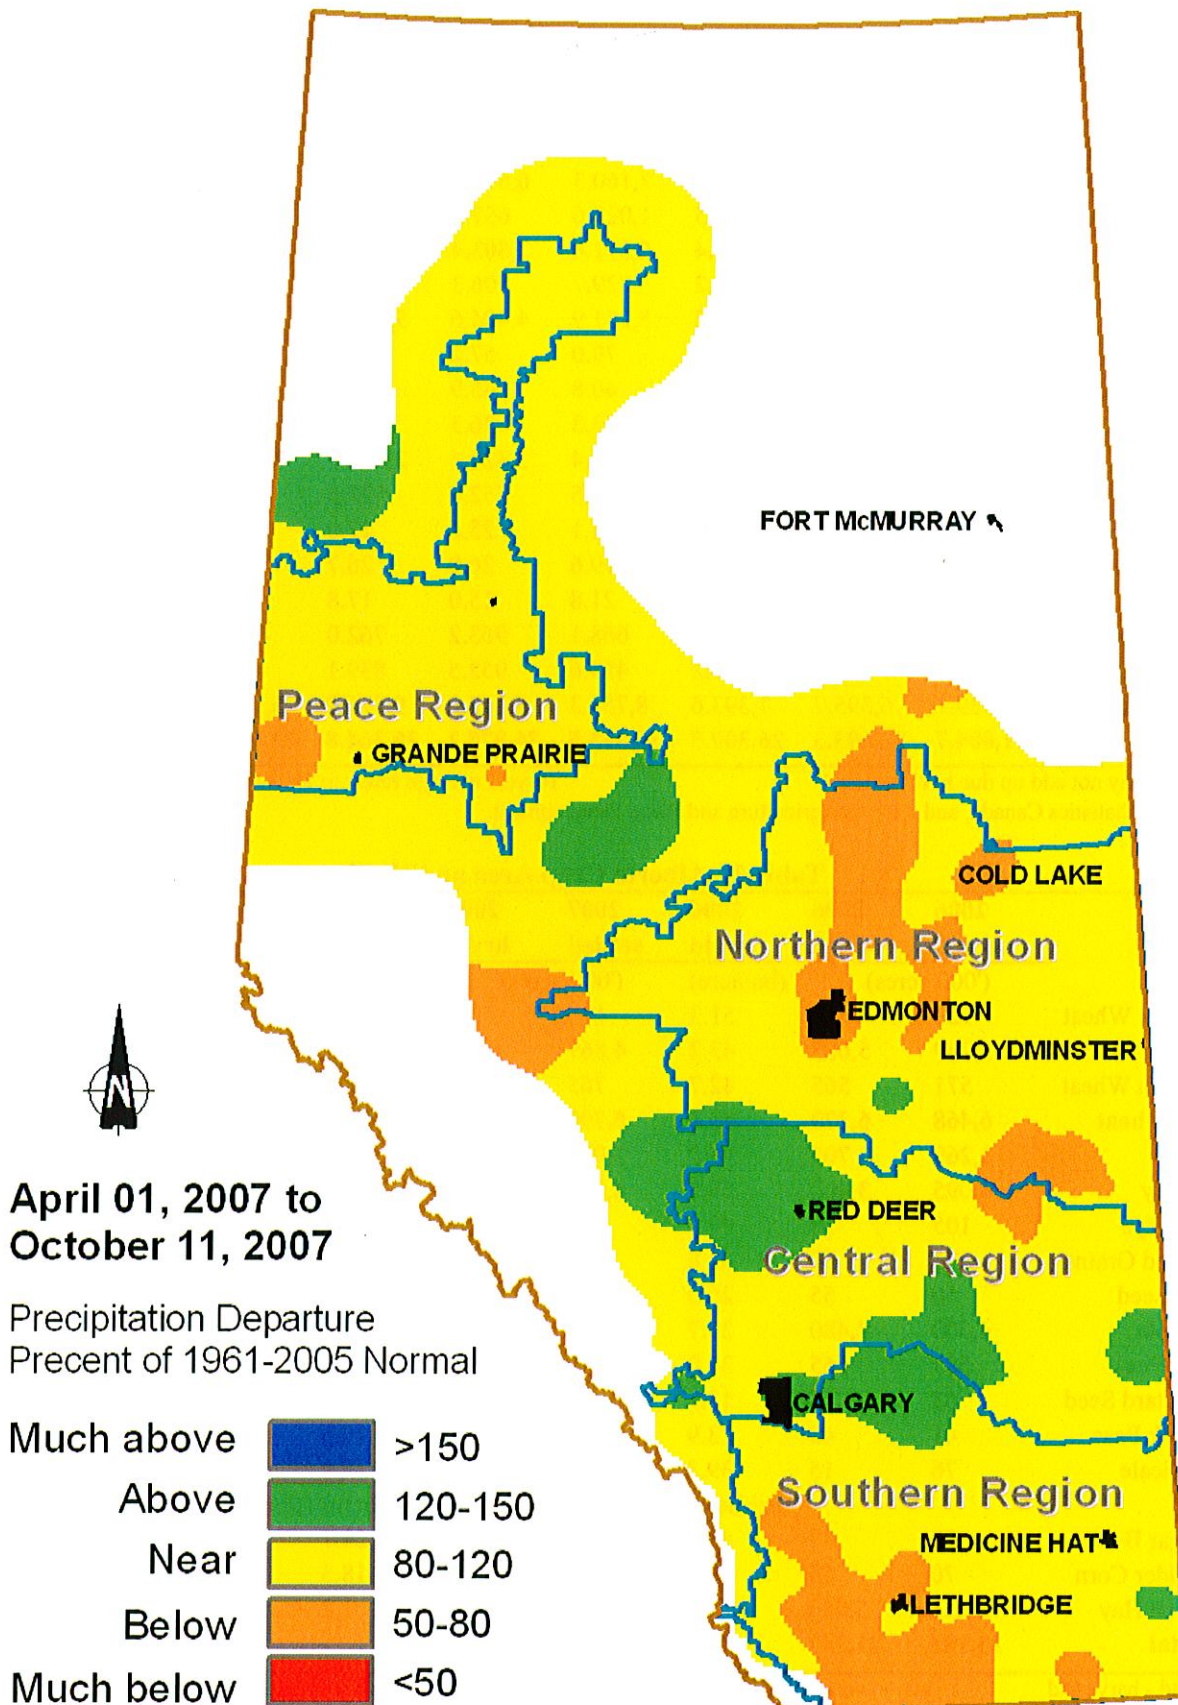 FORT McMURRAY
Peace Region
GRANDE PRAIRIE
COLD LAKE
Northern Region
EDMONTON
LLOYDMINSTER
N
RED DEER
Central Region
CALGARY
Southern Region
MEDICINE HAT
LETHBRIDGE
April 01, 2007 to
October 11, 2007
Precipitation Departure
Precent of 1961-2005 Normal
Much above >150
Above 120-150
Near 80-120
Below 50-80
Much below <50